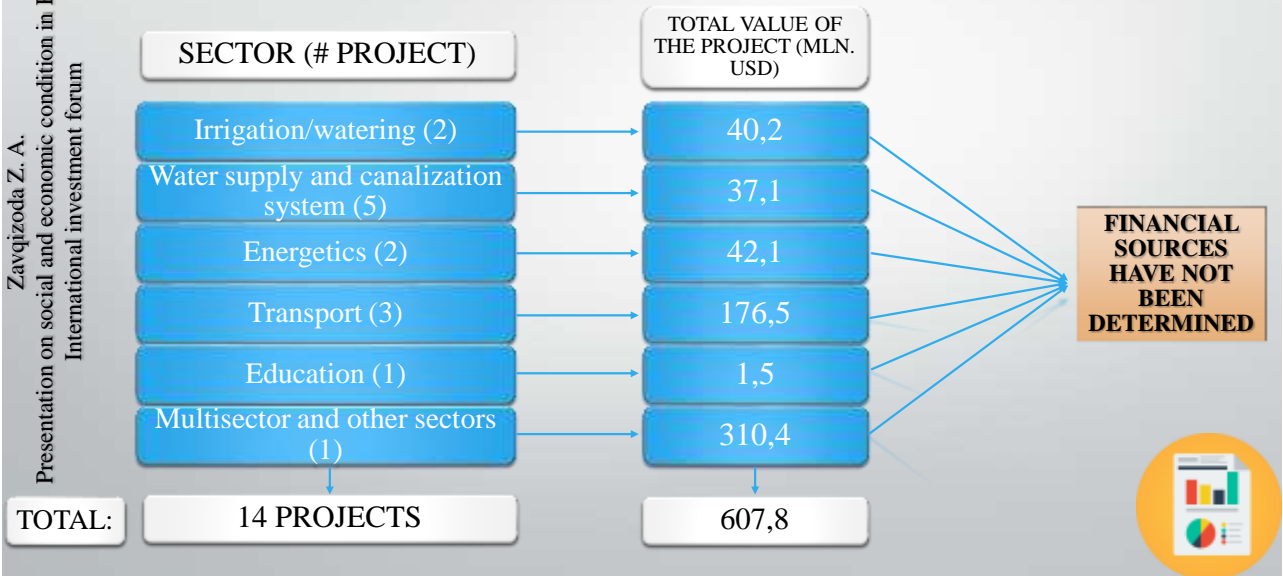 Zavqizoda Z. A.
Presentation on social and economic condition in
International investment forum
SECTOR (# PROJECT)
TOTAL VALUE OF
THE PROJECT (MLN.
USD)
Irrigation/watering (2)
40,2
Water supply and canalization
system (5)
37,1
Energetics (2)
42,1
Transport (3)
176,5
Education (1)
1,5
Multisector and other sectors
(1)
310,4
FINANCIAL
SOURCES
HAVE NOT
BEEN
DETERMINED
TOTAL:
14 PROJECTS
607,8